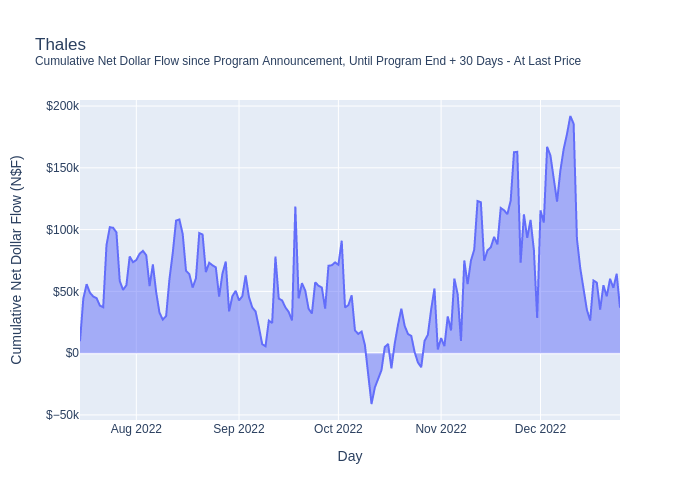 Thales
Cumulative Net Dollar Flow since Program Announcement, Until Program End + 30 Days - At Last Price
Cumulative Net Dollar Flow (N$F)
$200k
$150k
$100k
$50k
$0
$−50k
Aug 2022
Sep 2022
Oct 2022
Nov 2022
Dec 2022
Day